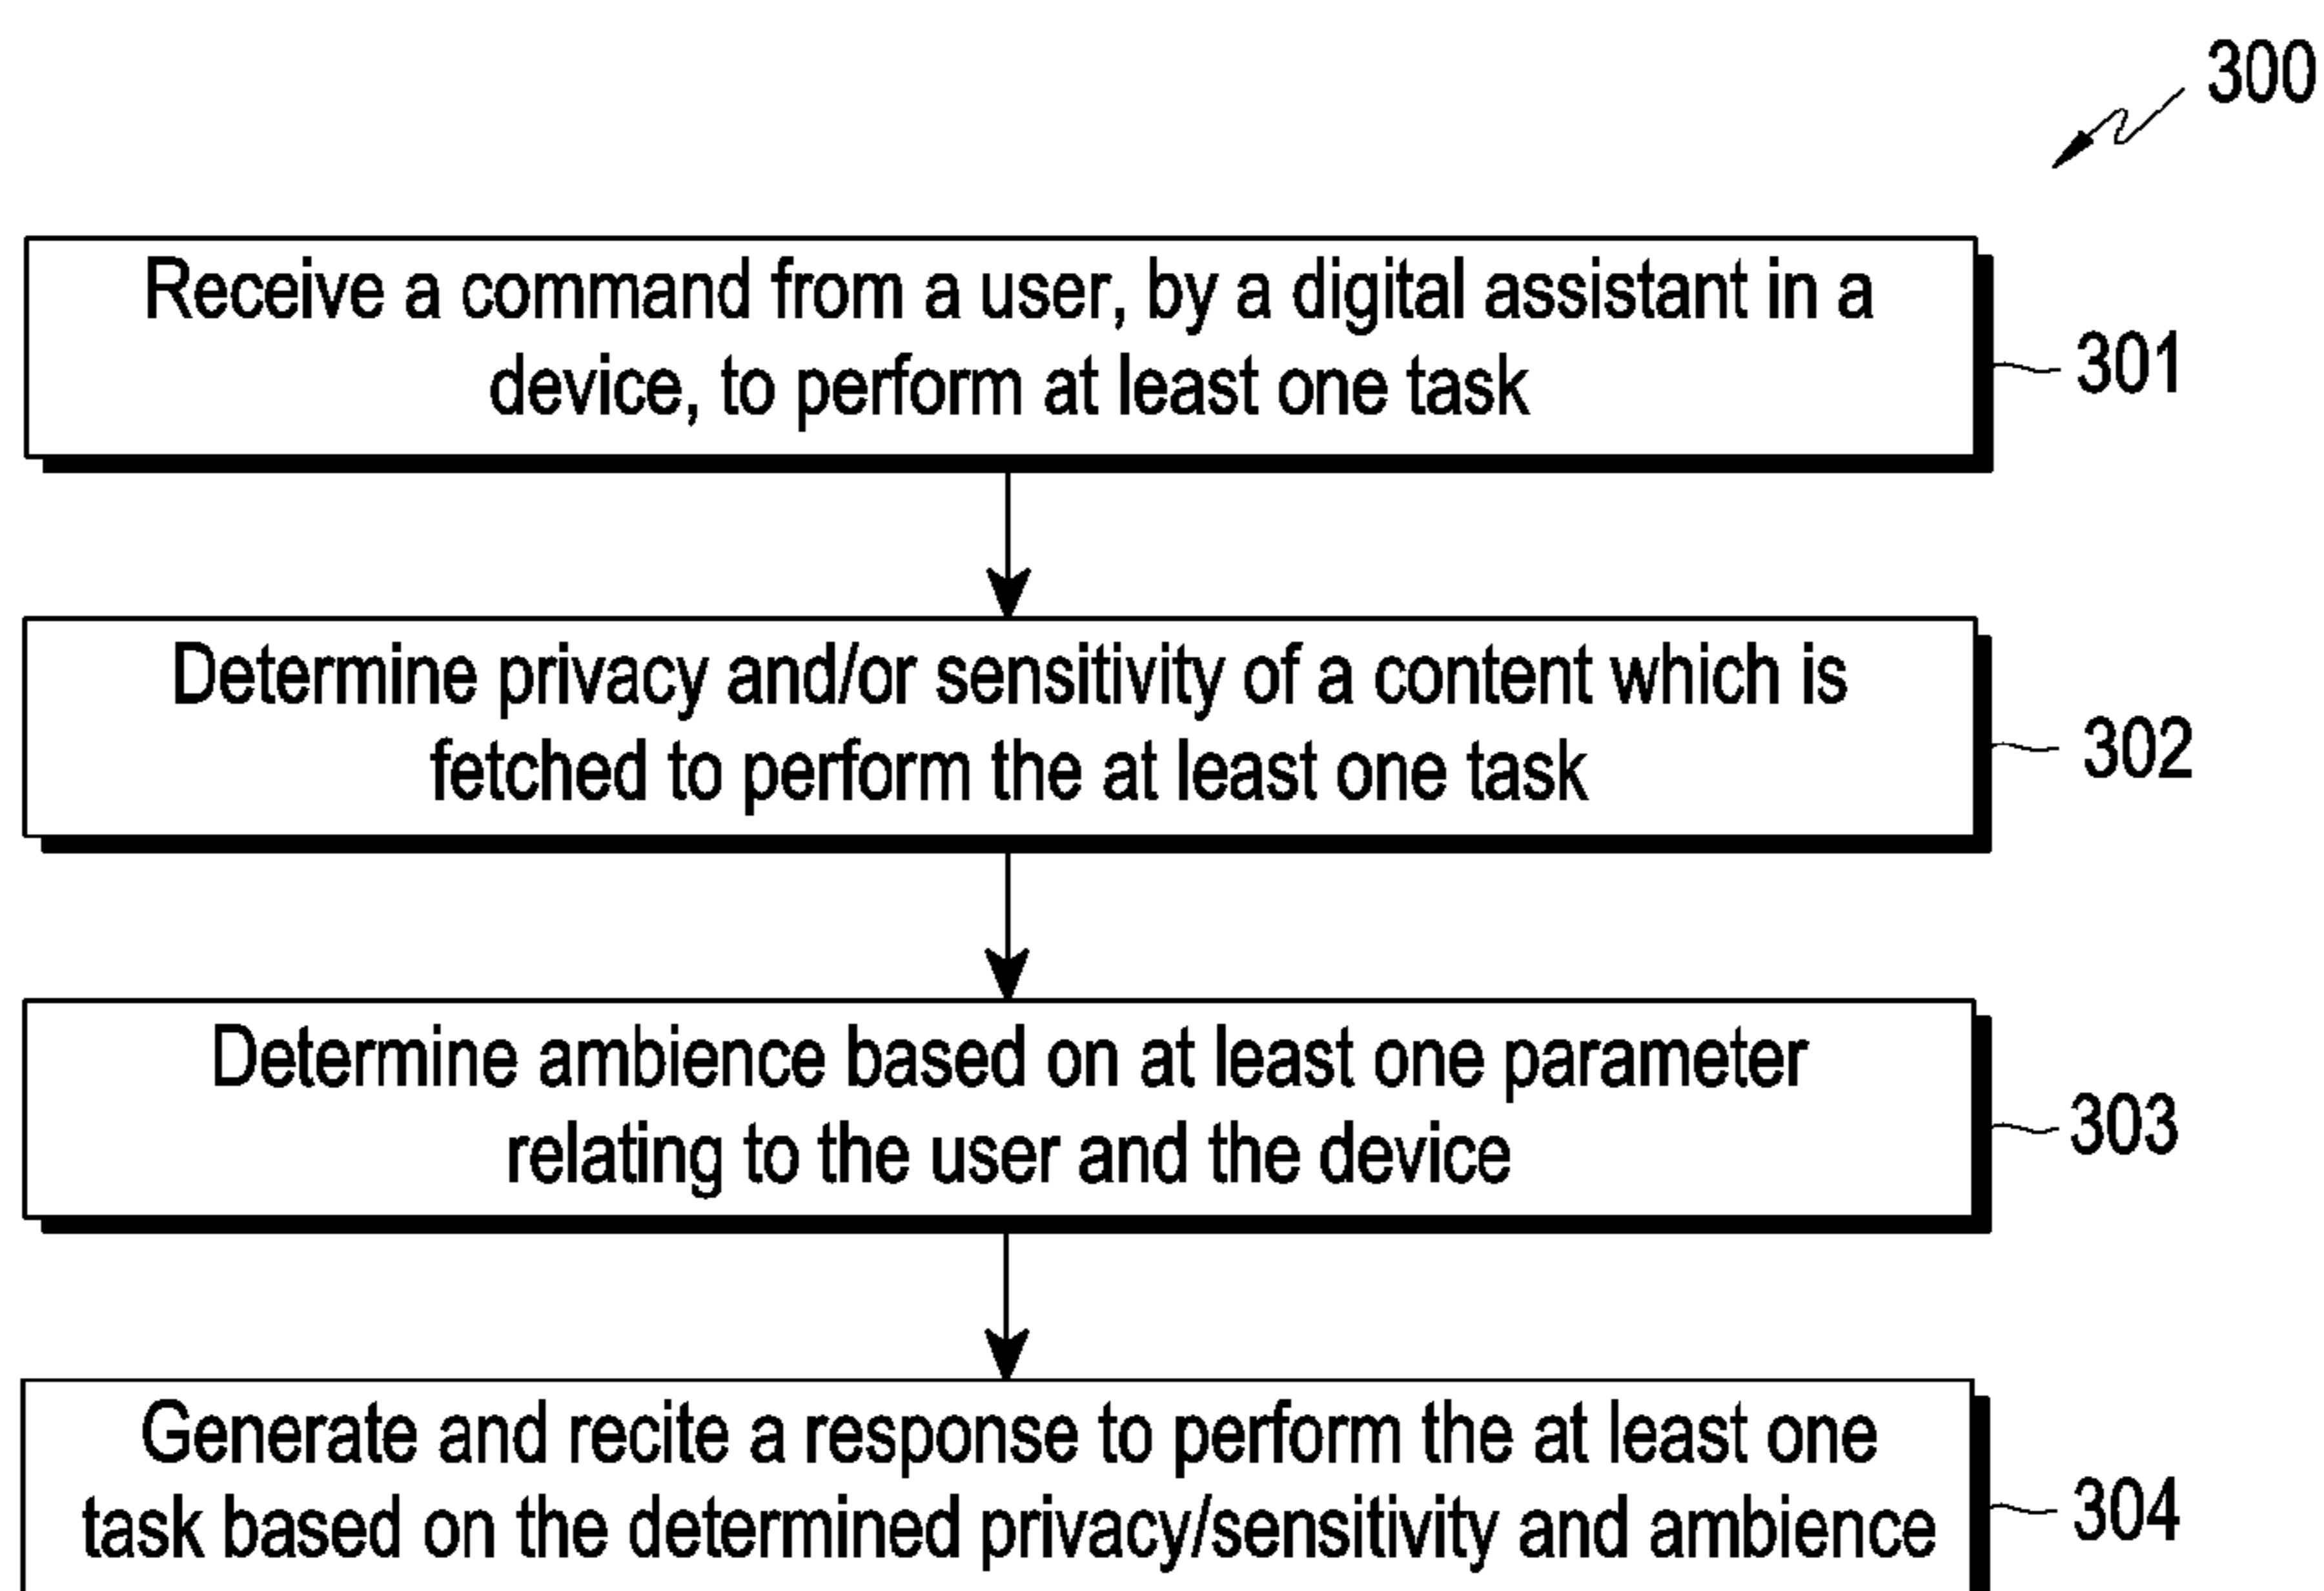 300
Receive a command from a user, by a digital assistant in a
device, to perform at least one task
301
Determine privacy and/or sensitivity of a content which is
fetched to perform the at least one task
302
Determine ambience based on at least one parameter
relating to the user and the device
303
Generate and recite a response to perform the at least one
task based on the determined privacy/sensitivity and ambience
304